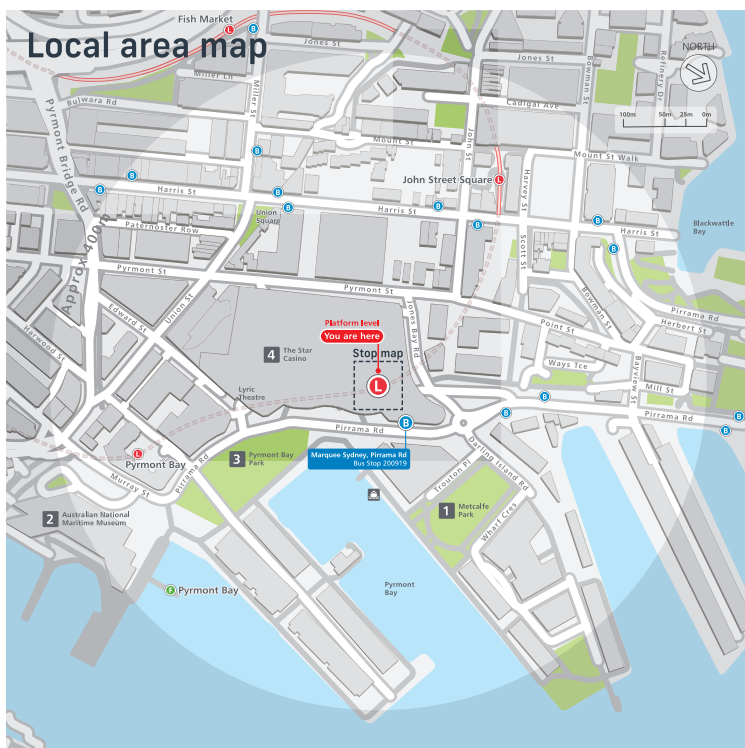 Local area map
Fish Market
L
B
NORTH
Jones St
Jones St
Miller Ln
Miller St
Bulwara Rd
Pyrmont Bridge Rd
Mount St
John St
Cadigal Ave
Bowman St
Refinery Dr
100m 50m 25m 0m
Mount St Walk
B
B
B
John Street Square
L
Harvey St
B
Harris St
B
B
Union Square
Harris St
B
B
B
Harris St
Blackwattle Bay
Paternoster Row
Scott St
Approx 400m
Pyrmont St
Pyrmont St
Bowman St
Pirrama Rd
Herbert St
Edward St
Union St
Jones Bay Rd
Point St
Harwood St
Platform level
You are here
Stop map
L
4
The Star Casino
Ways Tce
Bayview St
Mill St
Lyric Theatre
B
B
B
Pirrama Rd
B
B
Pirrama Rd
B
Marquee Sydney, Pirrama Rd
Bus Stop 200919
L
Pyrmont Bay
Pirrama Rd
3
Pyrmont Bay Park
Darling Island Rd
Trouton Pl
Murray St
2
Australian National Maritime Museum
1
Metcalfe Park
Wharf Cres
F
Pyrmont Bay
Pyrmont Bay